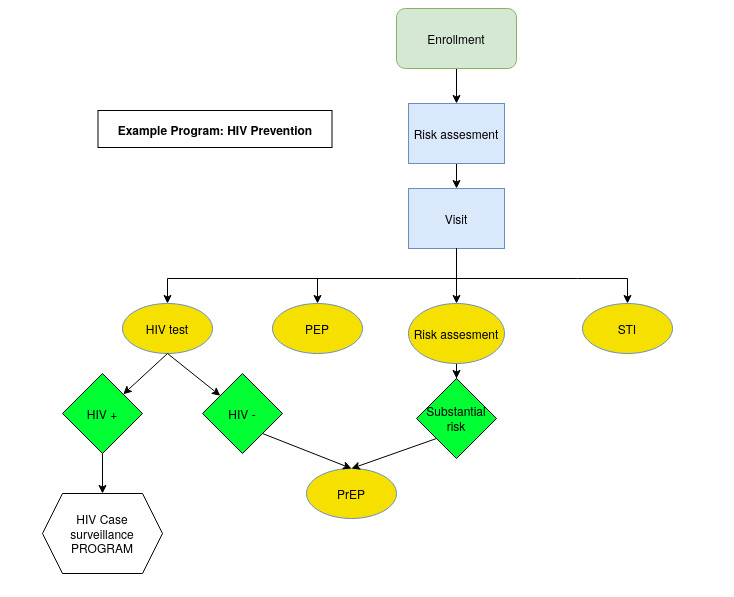 Enrollment
Example Program: HIV Prevention
Risk assesment
Visit
HIV test
PEP
Risk assesment
STI
HIV +
HIV -
Substantial
risk
PrEP
HIV Case
surveillance
PROGRAM